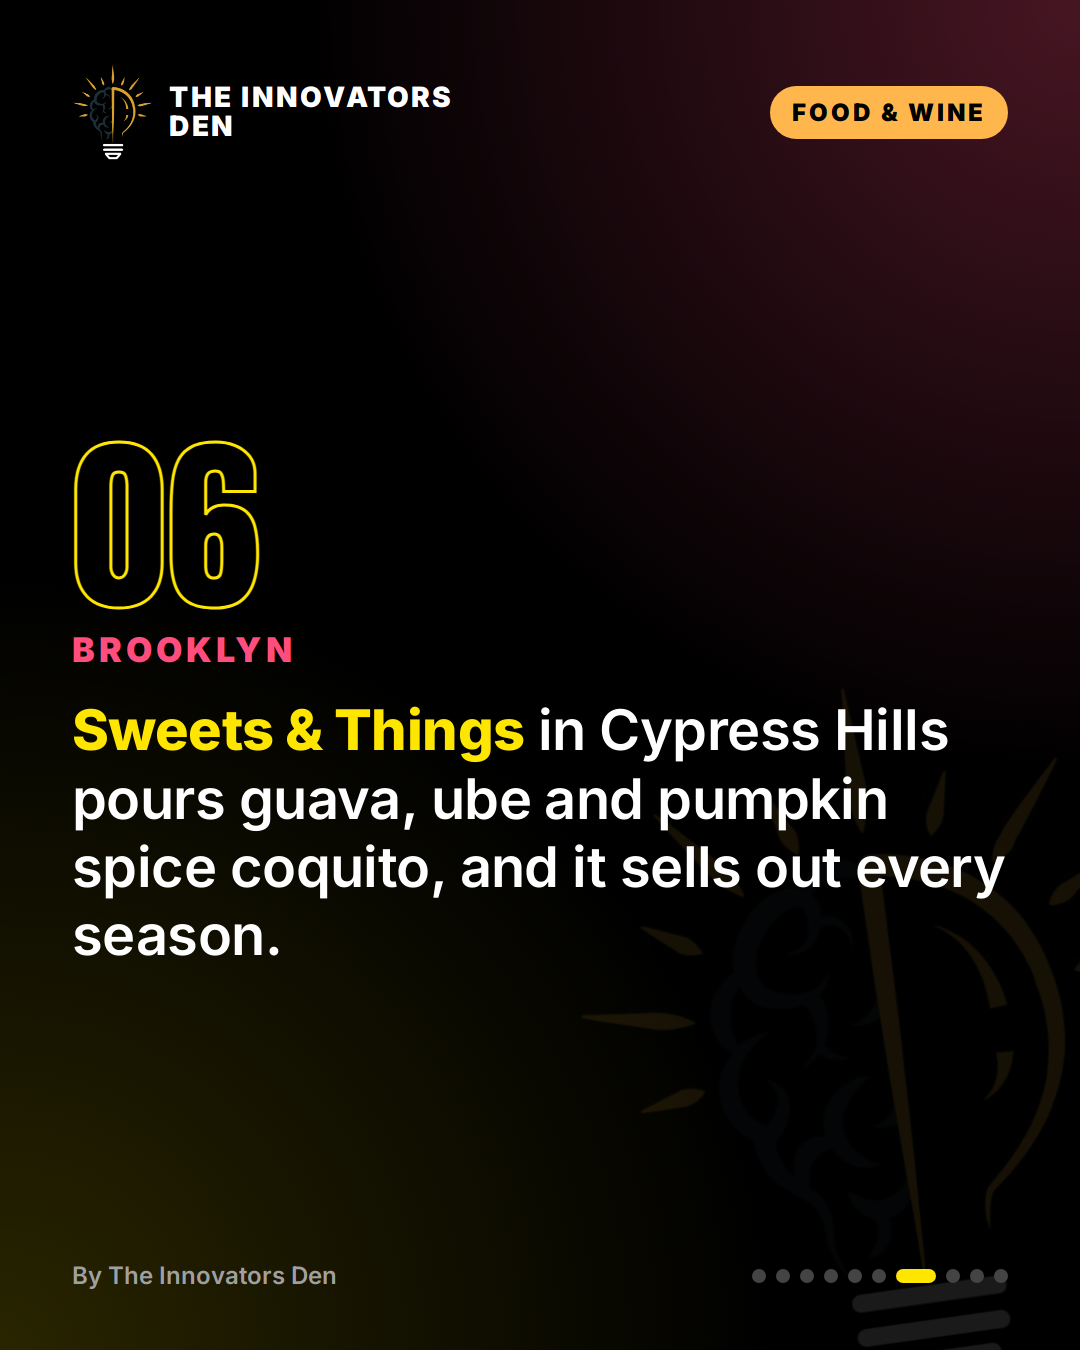 THE INNOVATORS
DEN
FOOD & WINE
06
BROOKLYN
Sweets & Things in Cypress Hills
pours guava, ube and pumpkin
spice coquito, and it sells out every
season.
By The Innovators Den